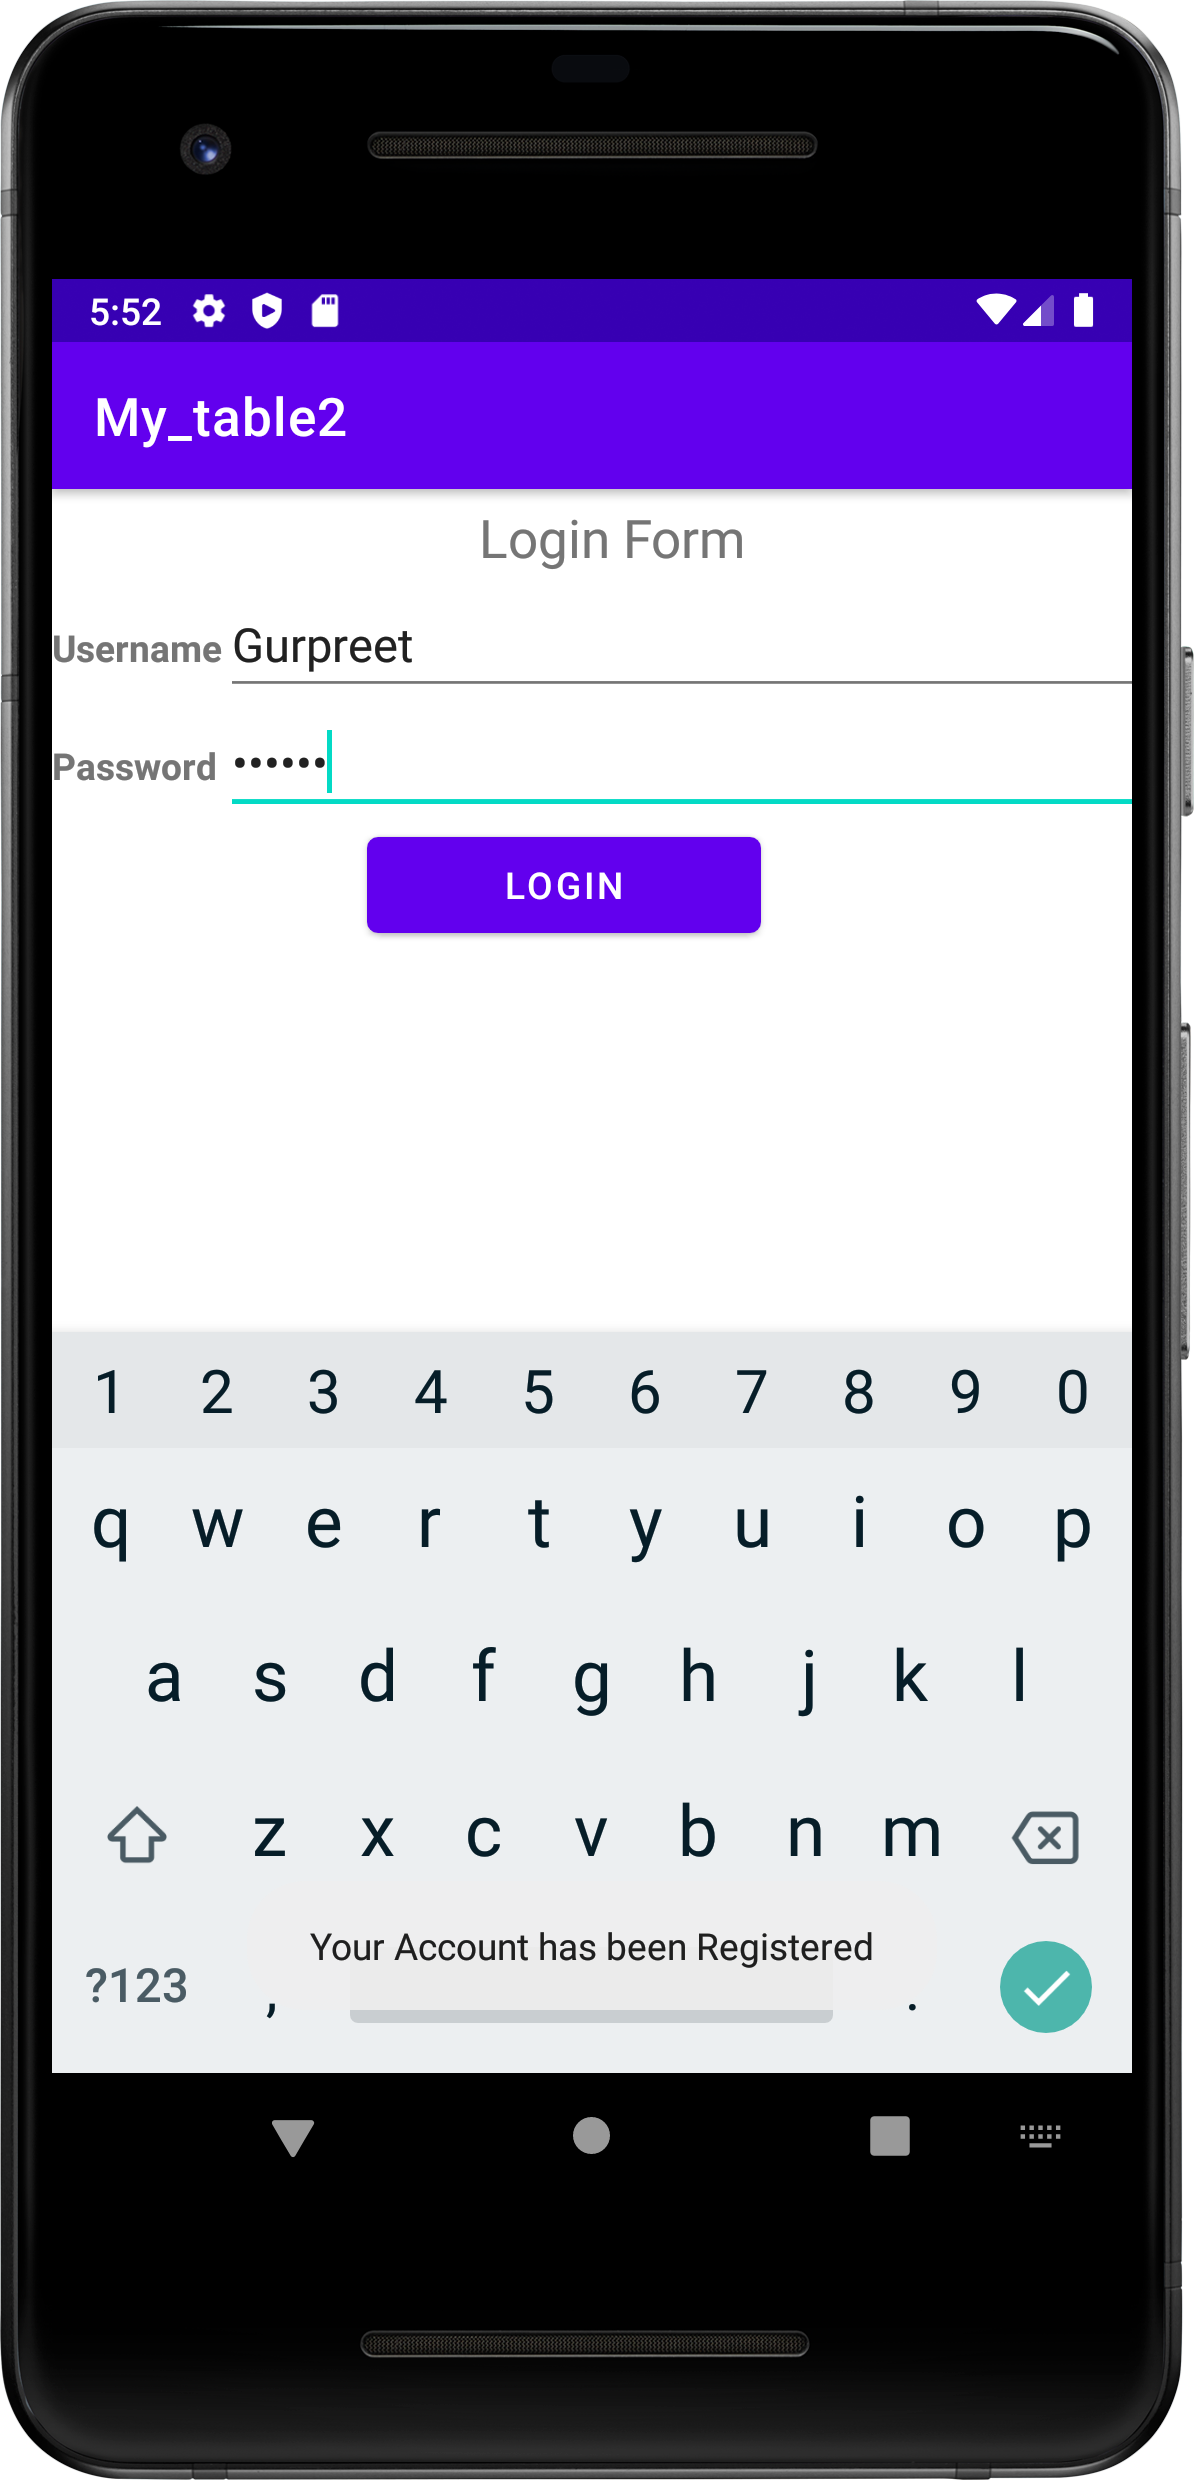 5:52
My_table2
Login Form
Username Gurpreet
Password ••••••
LOGIN
1 2 3 4 5 6 7 8 9 0
q w e r t y u i o p
a s d f g h j k l
z x c v b n m
Your Account has been Registered
?123 , .